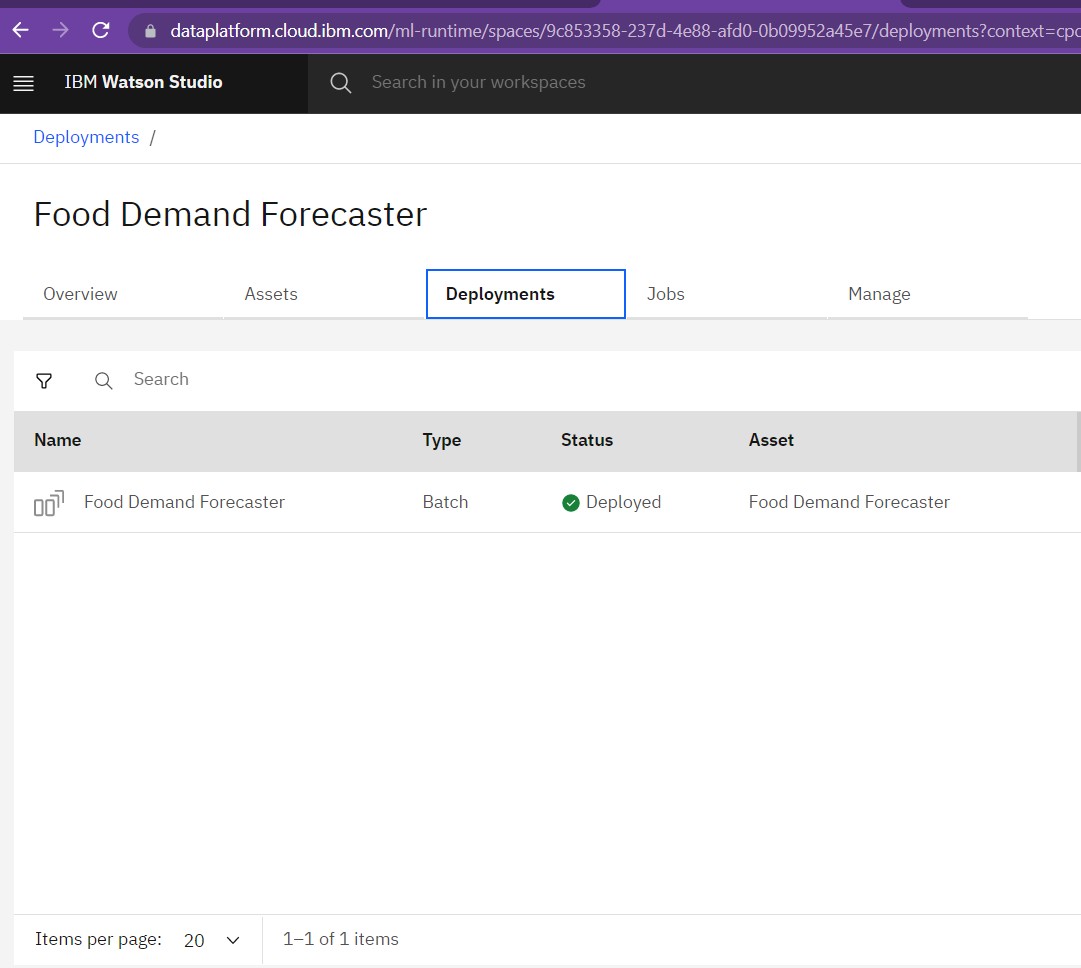 dataplatform.cloud.ibm.com/ml-runtime/spaces/9c853358-237d-4e88-afd0-0b09952a45e7/deployments?context=cpd
IBM Watson Studio
Search in your workspaces
Deployments /
Food Demand Forecaster
Overview Assets Deployments Jobs Manage
Search
Name Type Status Asset
Food Demand Forecaster Batch Deployed Food Demand Forecaster
Items per page: 20 1–1 of 1 items